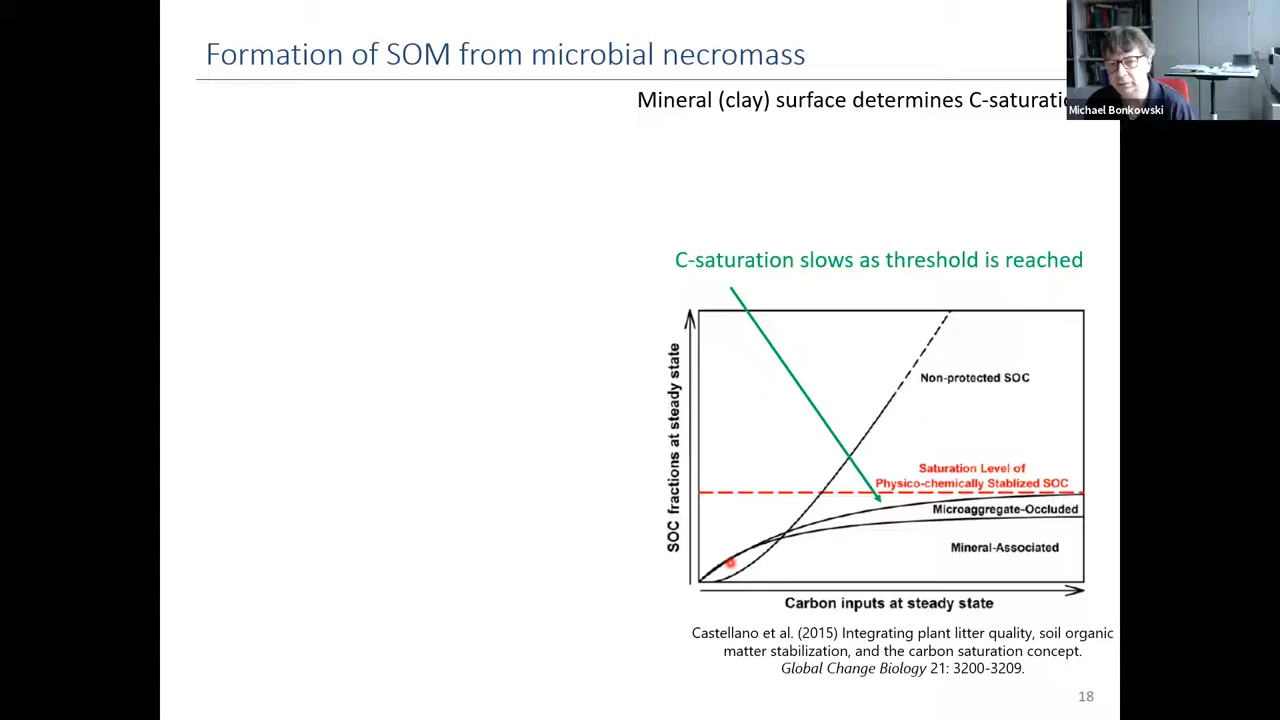 Formation of SOM from microbial necromass
Mineral (clay) surface determines
Michael Bonkowski
C-saturation slows as threshold is reached
SOC fractions at steady state
Non-protected SOC
Saturation Level of
Physico-chemically Stablized SOC
Microaggregate-Occluded
Mineral-Associated
Carbon inputs at steady state
Castellano et al. (2015) Integrating plant litter quality, soil organic
matter stabilization, and the carbon saturation concept.
Global Change Biology 21: 3200-3209.
18